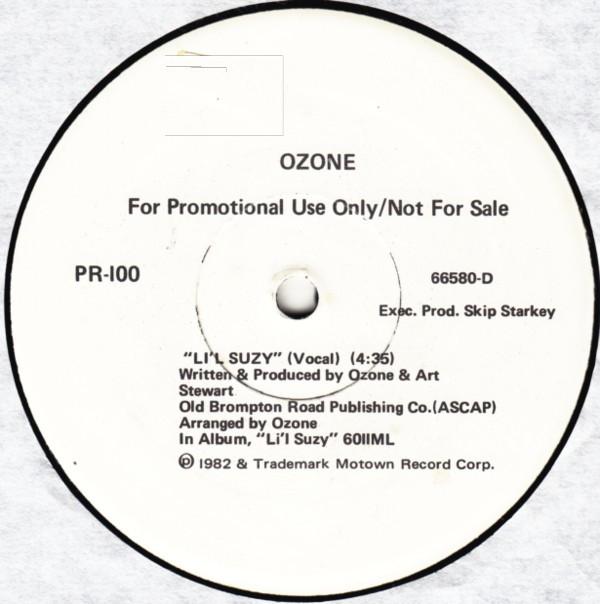 OZONE
For Promotional Use Only/Not For Sale
PR-100
66580-D
Exec. Prod. Skip Starkey
"LI'L SUZY" (Vocal) (4:35)
Written & Produced by Ozone & Art
Stewart
Old Brompton Road Publishing Co.(ASCAP)
Arranged by Ozone
In Album, "Li'l Suzy" 6011ML
℗ 1982 & Trademark Motown Record Corp.